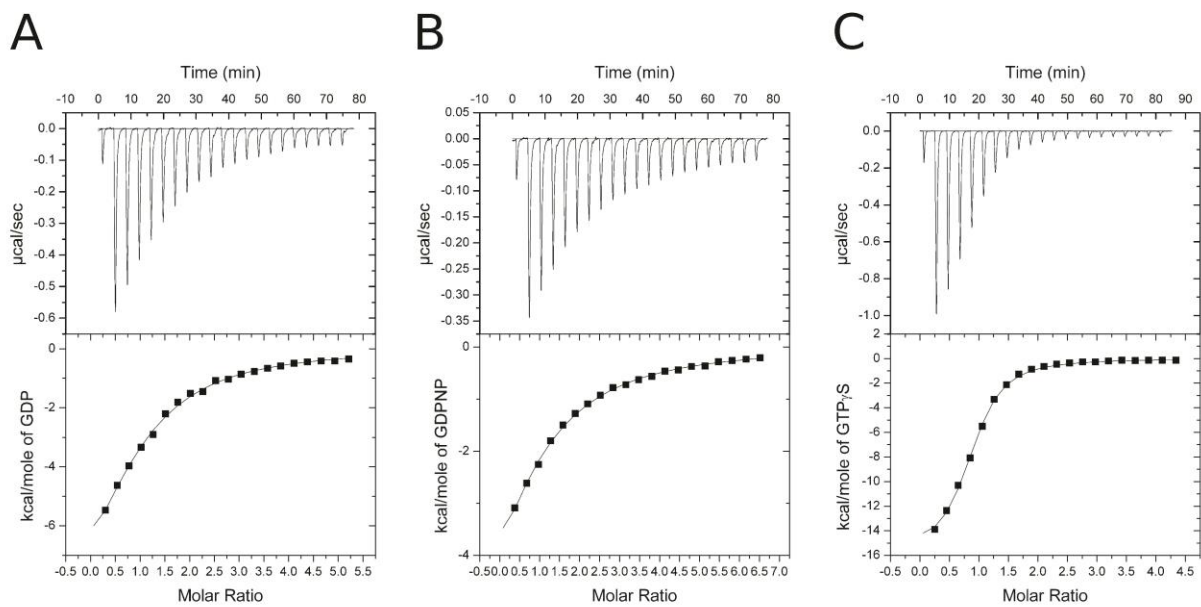 A
Time (min)
-10 0 10 20 30 40 50 60 70 80
0.0
-0.1
-0.2
-0.3
-0.4
-0.5
-0.6
µcal/sec
0
-2
-4
-6
kcal/mole of GDP
-0.5 0.0 0.5 1.0 1.5 2.0 2.5 3.0 3.5 4.0 4.5 5.0 5.5
Molar Ratio
B
Time (min)
-10 0 10 20 30 40 50 60 70 80
0.05
0.00
-0.05
-0.10
-0.15
-0.20
-0.25
-0.30
-0.35
µcal/sec
0
-2
-4
kcal/mole of GDPNP
-0.5 0.0 0.5 1.0 1.5 2.0 2.5 3.0 3.5 4.0 4.5 5.0 5.5 6.0 6.5 7.0
Molar Ratio
C
Time (min)
-10 0 10 20 30 40 50 60 70 80 90
0.0
-0.2
-0.4
-0.6
-0.8
-1.0
µcal/sec
2
0
-2
-4
-6
-8
-10
-12
-14
-16
kcal/mole of GTPγS
-0.5 0.0 0.5 1.0 1.5 2.0 2.5 3.0 3.5 4.0 4.5
Molar Ratio